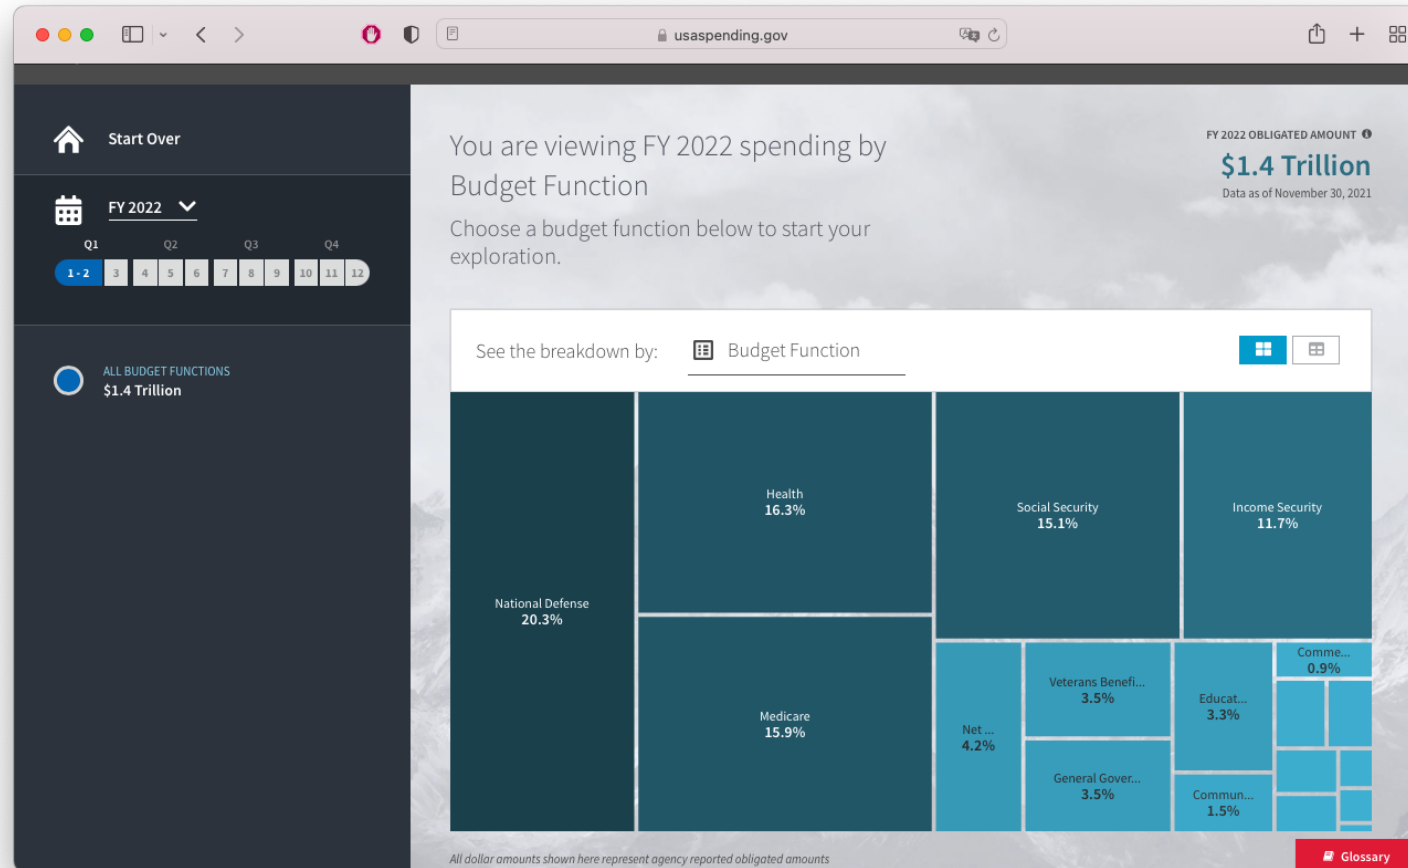 usaspending.gov
Start Over
FY 2022
Q1 Q2 Q3 Q4
1 - 2 3 4 5 6 7 8 9 10 11 12
ALL BUDGET FUNCTIONS
$1.4 Trillion
You are viewing FY 2022 spending by
Budget Function
Choose a budget function below to start your
exploration.
FY 2022 OBLIGATED AMOUNT
$1.4 Trillion
Data as of November 30, 2021
See the breakdown by:
Budget Function
National Defense
20.3%
Health
16.3%
Medicare
15.9%
Social Security
15.1%
Income Security
11.7%
Net ...
4.2%
Veterans Benefi...
3.5%
General Gover...
3.5%
Educat...
3.3%
Commun...
1.5%
Comme...
0.9%
All dollar amounts shown here represent agency reported obligated amounts
Glossary